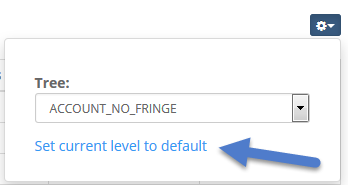 Tree:
ACCOUNT_NO_FRINGE
Set current level to default